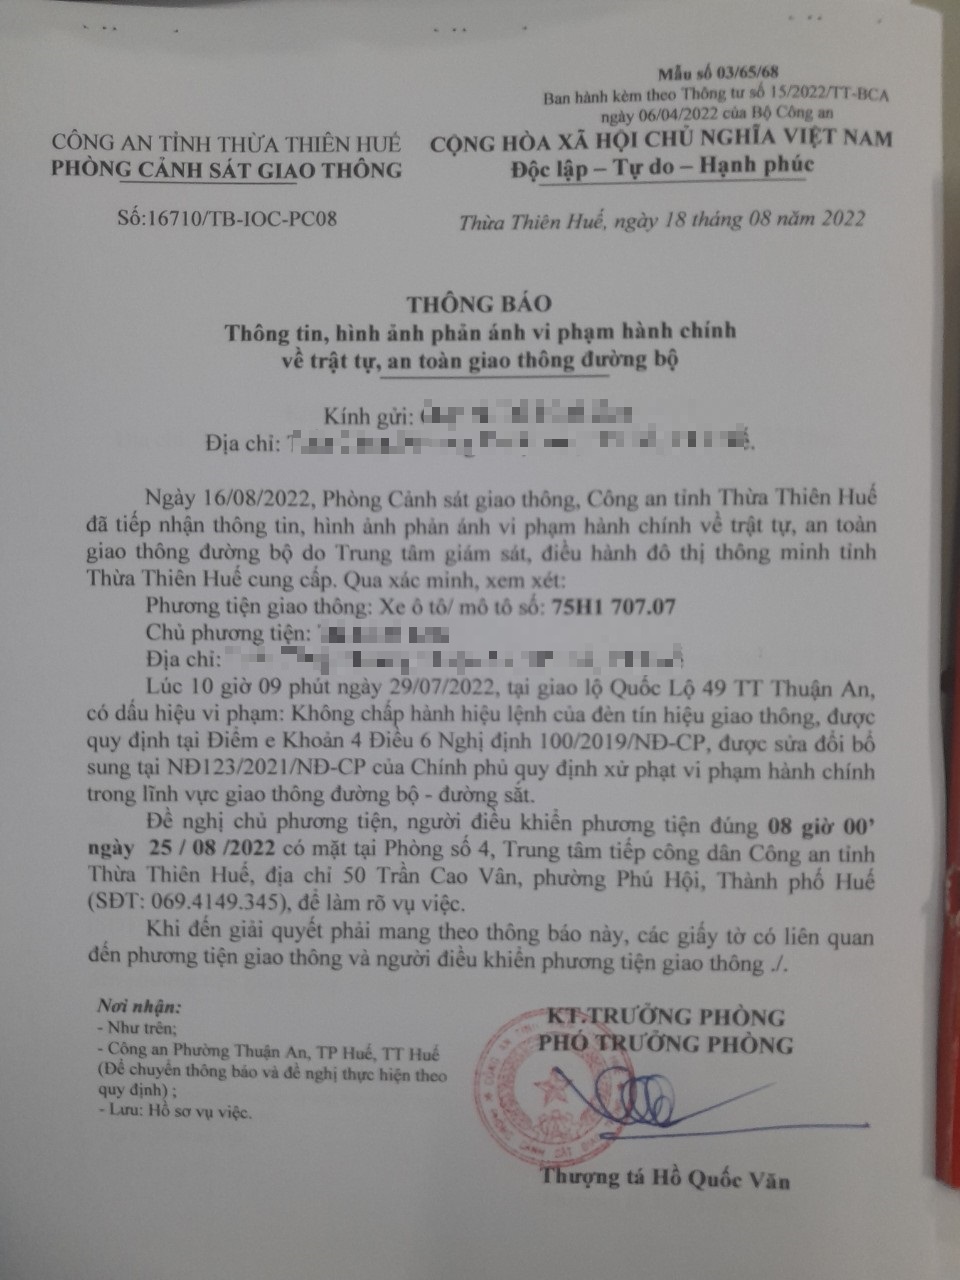 Mẫu số 03/65/68
Ban hành kèm theo Thông tư số 15/2022/TT-BCA
ngày 06/04/2022 của Bộ Công an
CÔNG AN TỈNH THỪA THIÊN HUẾ
PHÒNG CẢNH SÁT GIAO THÔNG
CỘNG HÒA XÃ HỘI CHỦ NGHĨA VIỆT NAM
Độc lập – Tự do – Hạnh phúc
Số:16710/TB-IOC-PC08
Thừa Thiên Huế, ngày 18 tháng 08 năm 2022
THÔNG BÁO
Thông tin, hình ảnh phản ánh vi phạm hành chính
về trật tự, an toàn giao thông đường bộ
Kính gửi:
Địa chỉ:
Ngày 16/08/2022, Phòng Cảnh sát giao thông, Công an tỉnh Thừa Thiên Huế
đã tiếp nhận thông tin, hình ảnh phản ánh vi phạm hành chính về trật tự, an toàn
giao thông đường bộ do Trung tâm giám sát, điều hành đô thị thông minh tỉnh
Thừa Thiên Huế cung cấp. Qua xác minh, xem xét:
Phương tiện giao thông: Xe ô tô/ mô tô số: 75H1 707.07
Chủ phương tiện:
Địa chỉ:
Lúc 10 giờ 09 phút ngày 29/07/2022, tại giao lộ Quốc Lộ 49 TT Thuận An,
có dấu hiệu vi phạm: Không chấp hành hiệu lệnh của đèn tín hiệu giao thông, được
quy định tại Điểm e Khoản 4 Điều 6 Nghị định 100/2019/NĐ-CP, được sửa đổi bổ
sung tại NĐ123/2021/NĐ-CP của Chính phủ quy định xử phạt vi phạm hành chính
trong lĩnh vực giao thông đường bộ - đường sắt.
Đề nghị chủ phương tiện, người điều khiển phương tiện đúng 08 giờ 00’
ngày 25 / 08 /2022 có mặt tại Phòng số 4, Trung tâm tiếp công dân Công an tỉnh
Thừa Thiên Huế, địa chỉ 50 Trần Cao Vân, phường Phú Hội, Thành phố Huế
(SĐT: 069.4149.345), để làm rõ vụ việc.
Khi đến giải quyết phải mang theo thông báo này, các giấy tờ có liên quan
đến phương tiện giao thông và người điều khiển phương tiện giao thông ./.
Nơi nhận:
- Như trên;
- Công an Phường Thuận An, TP Huế, TT Huế
(Để chuyển thông báo và đề nghị thực hiện theo
quy định) ;
- Lưu: Hồ sơ vụ việc.
KT.TRƯỞNG PHÒNG
PHÓ TRƯỞNG PHÒNG
Thượng tá Hồ Quốc Văn